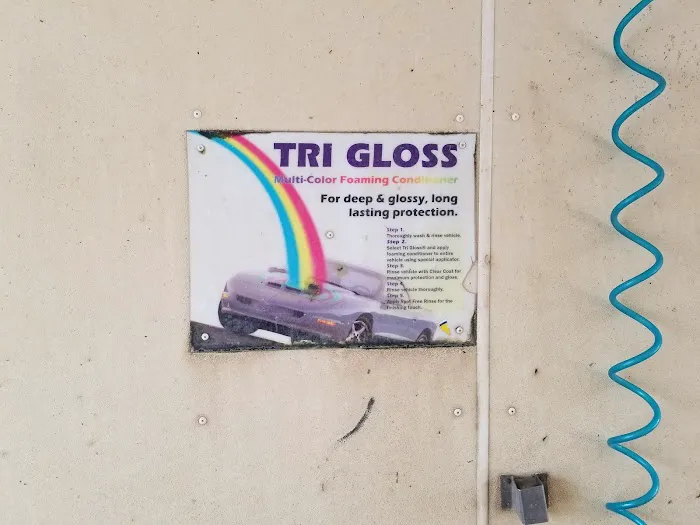 TRI GLOSS
Multi-Color Foaming Conditioner
For deep & glossy, long
lasting protection.
Step 1.
Thoroughly wash & rinse vehicle.
Step 2.
Select Tri Gloss and apply
foaming conditioner to entire
vehicle using special applicator.
Step 3.
Rinse vehicle with Clear Coat for
maximum protection and gloss.
Step 4.
Rinse vehicle thoroughly.
Step 5.
Spot Free Rinse for the
finishing touch.